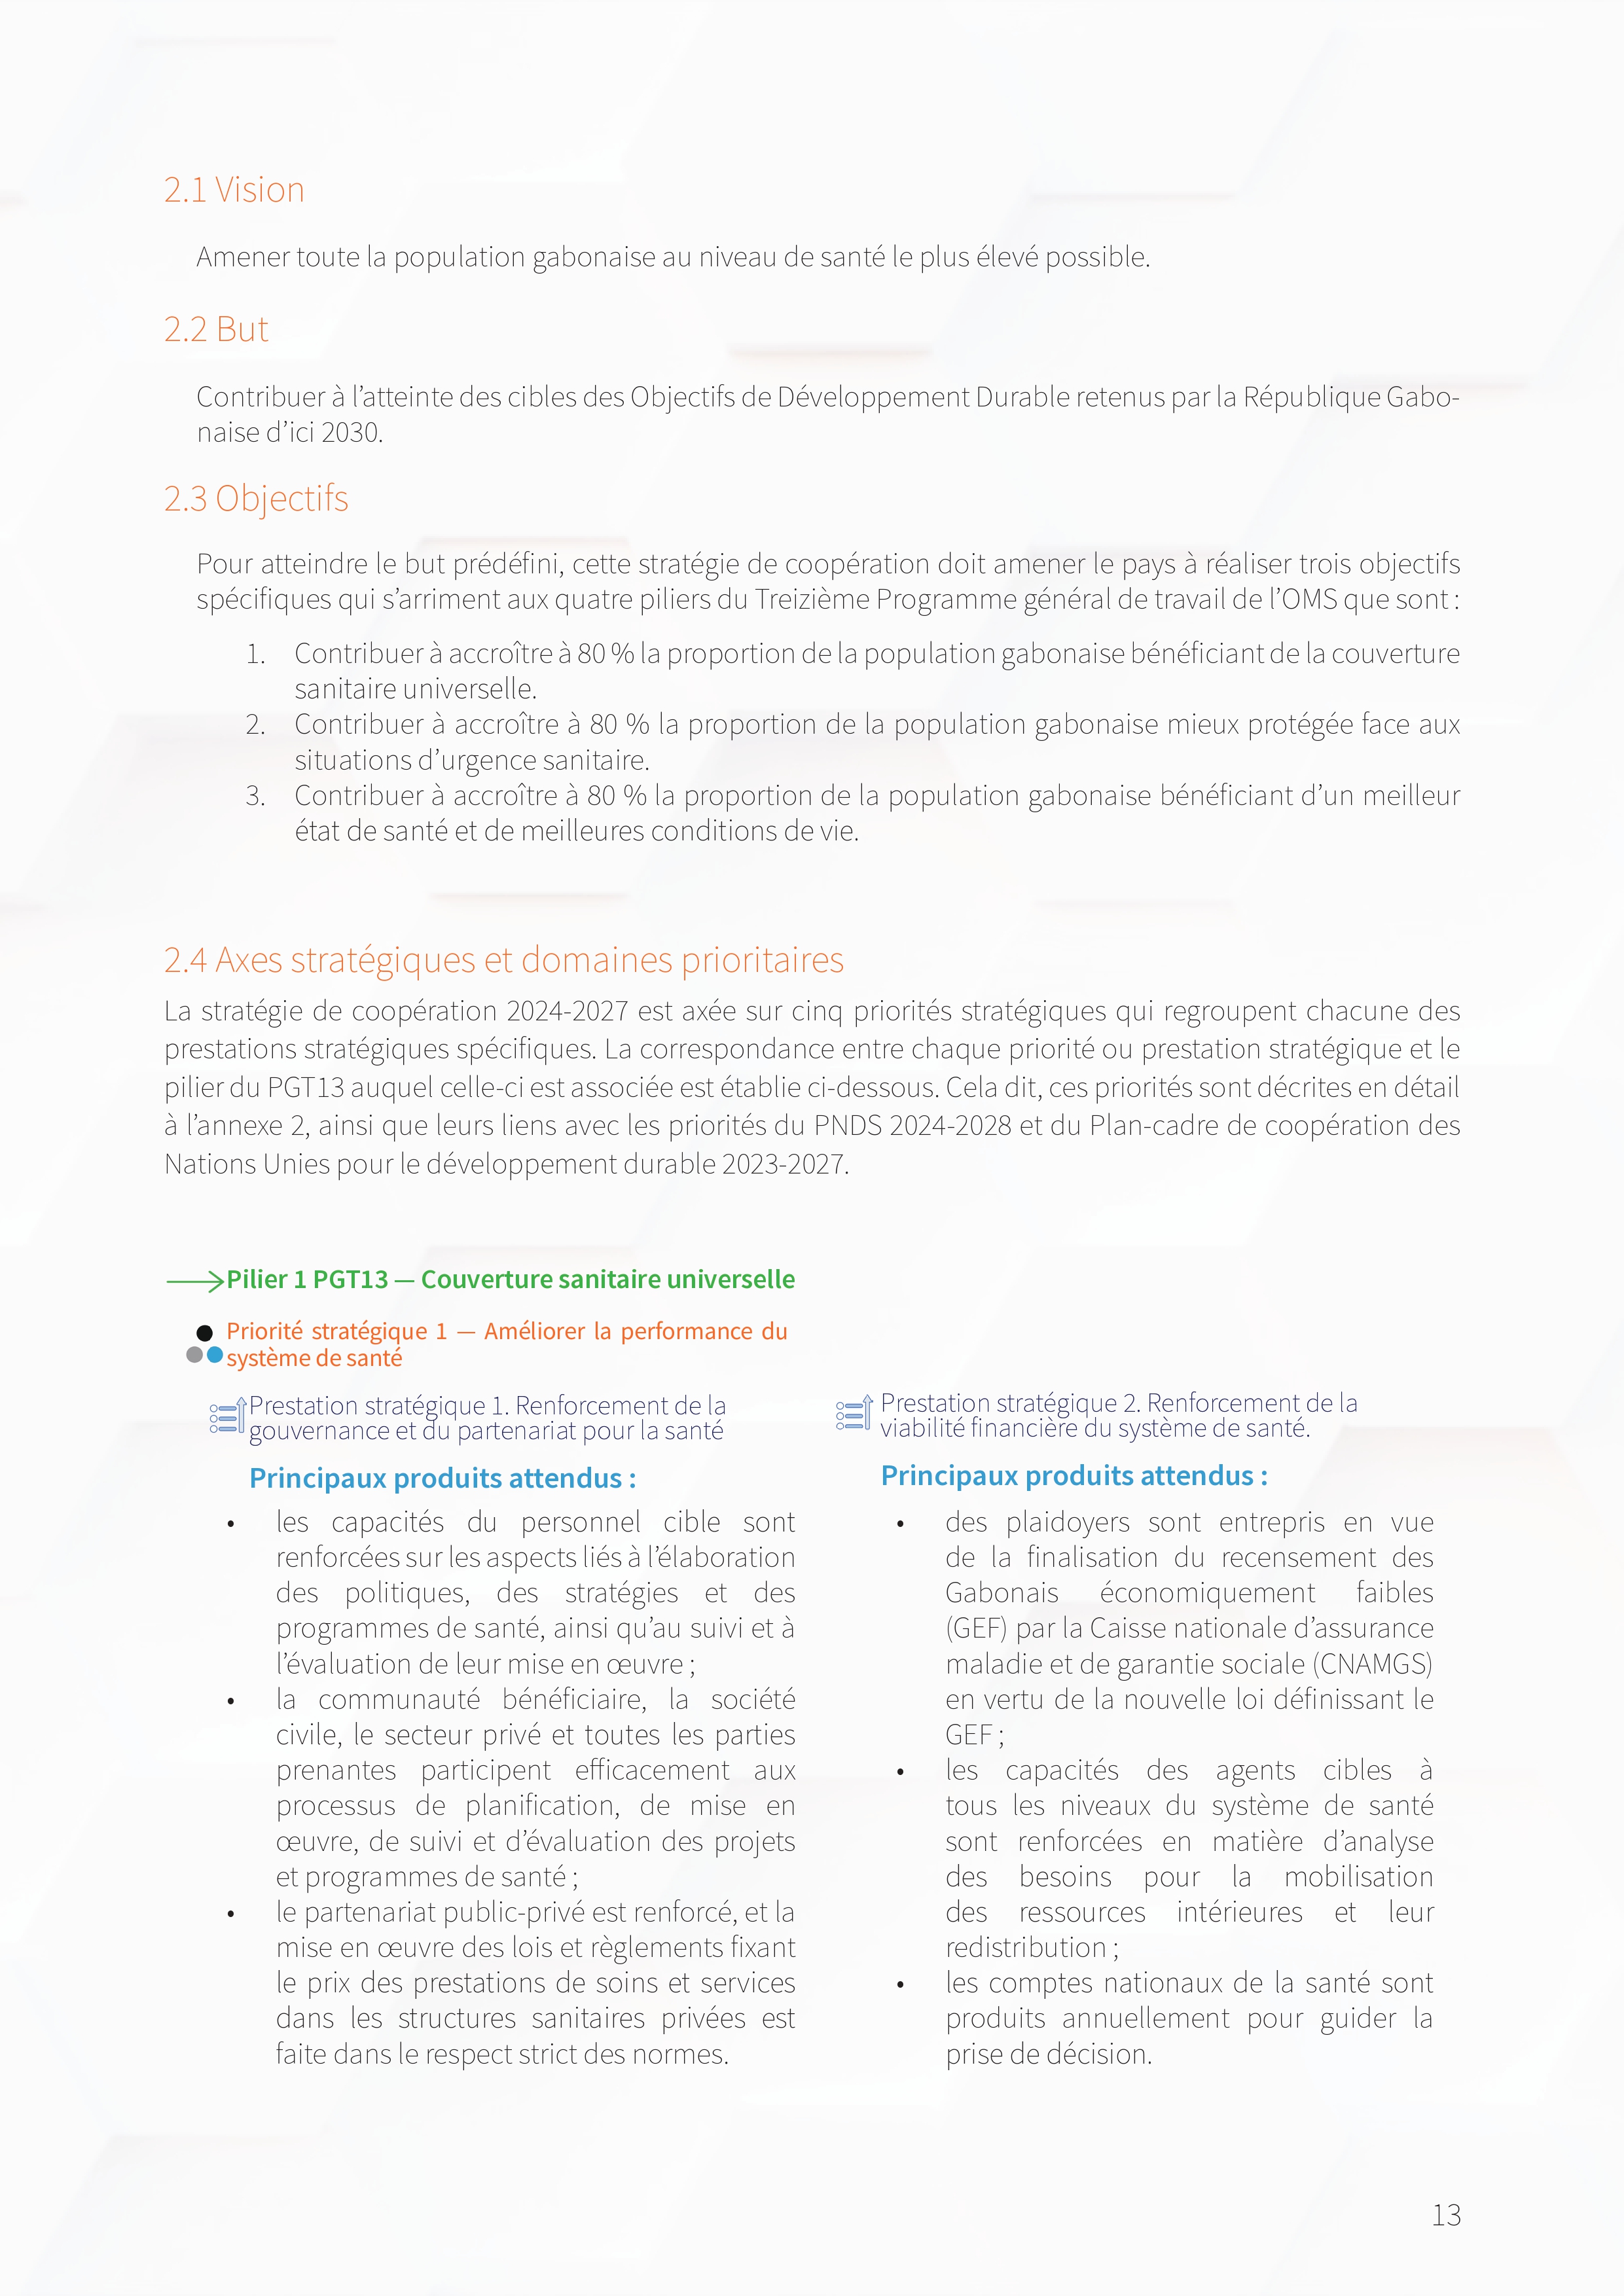 2.1 Vision
Amener toute la population gabonaise au niveau de santé le plus élevé possible.
2.2 But
Contribuer à l’atteinte des cibles des Objectifs de Développement Durable retenus par la République Gabo-
naise d’ici 2030.
2.3 Objectifs
Pour atteindre le but prédéfini, cette stratégie de coopération doit amener le pays à réaliser trois objectifs
spécifiques qui s’arriment aux quatre piliers du Treizième Programme général de travail de l’OMS que sont :
1. Contribuer à accroître à 80 % la proportion de la population gabonaise bénéficiant de la couverture
sanitaire universelle.
2. Contribuer à accroître à 80 % la proportion de la population gabonaise mieux protégée face aux
situations d’urgence sanitaire.
3. Contribuer à accroître à 80 % la proportion de la population gabonaise bénéficiant d’un meilleur
état de santé et de meilleures conditions de vie.
2.4 Axes stratégiques et domaines prioritaires
La stratégie de coopération 2024-2027 est axée sur cinq priorités stratégiques qui regroupent chacune des
prestations stratégiques spécifiques. La correspondance entre chaque priorité ou prestation stratégique et le
pilier du PGT13 auquel celle-ci est associée est établie ci-dessous. Cela dit, ces priorités sont décrites en détail
à l’annexe 2, ainsi que leurs liens avec les priorités du PNDS 2024-2028 et du Plan-cadre de coopération des
Nations Unies pour le développement durable 2023-2027.
Pilier 1 PGT13 — Couverture sanitaire universelle
Priorité stratégique 1 — Améliorer la performance du
système de santé
Prestation stratégique 1. Renforcement de la
gouvernance et du partenariat pour la santé
Principaux produits attendus :
• les capacités du personnel cible sont
renforcées sur les aspects liés à l’élaboration
des politiques, des stratégies et des
programmes de santé, ainsi qu’au suivi et à
l’évaluation de leur mise en œuvre ;
• la communauté bénéficiaire, la société
civile, le secteur privé et toutes les parties
prenantes participent efficacement aux
processus de planification, de mise en
œuvre, de suivi et d’évaluation des projets
et programmes de santé ;
• le partenariat public-privé est renforcé, et la
mise en œuvre des lois et règlements fixant
le prix des prestations de soins et services
dans les structures sanitaires privées est
faite dans le respect strict des normes.
Prestation stratégique 2. Renforcement de la
viabilité financière du système de santé.
Principaux produits attendus :
• des plaidoyers sont entrepris en vue
de la finalisation du recensement des
Gabonais économiquement faibles
(GEF) par la Caisse nationale d’assurance
maladie et de garantie sociale (CNAMGS)
en vertu de la nouvelle loi définissant le
GEF ;
• les capacités des agents cibles à
tous les niveaux du système de santé
sont renforcées en matière d’analyse
des besoins pour la mobilisation
des ressources intérieures et leur
redistribution ;
• les comptes nationaux de la santé sont
produits annuellement pour guider la
prise de décision.
13